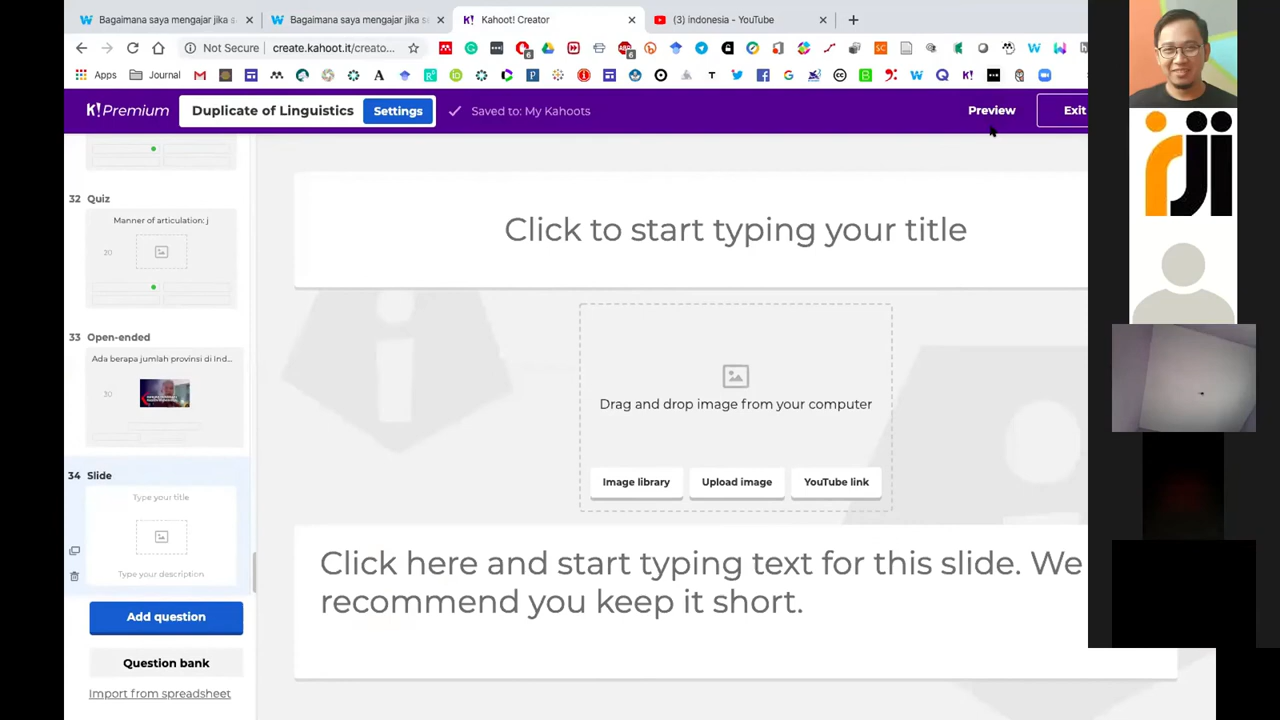 Bagaimana saya mengajar jika s
Bagaimana saya mengajar jika s
Kahoot! Creator
(3) indonesia - YouTube
Not Secure
create.kahoot.it/creato...
Apps
Journal
K!Premium
Duplicate of Linguistics
Settings
Saved to: My Kahoots
Preview
Exit
32 Quiz
Manner of articulation: j
30
33 Open-ended
Ada berapa jumlah provinsi di Ind...
30
34 Slide
Type your title
Type your description
Add question
Question bank
Import from spreadsheet
Click to start typing your title
Drag and drop image from your computer
Image library
Upload image
YouTube link
Click here and start typing text for this slide. We
recommend you keep it short.
rji